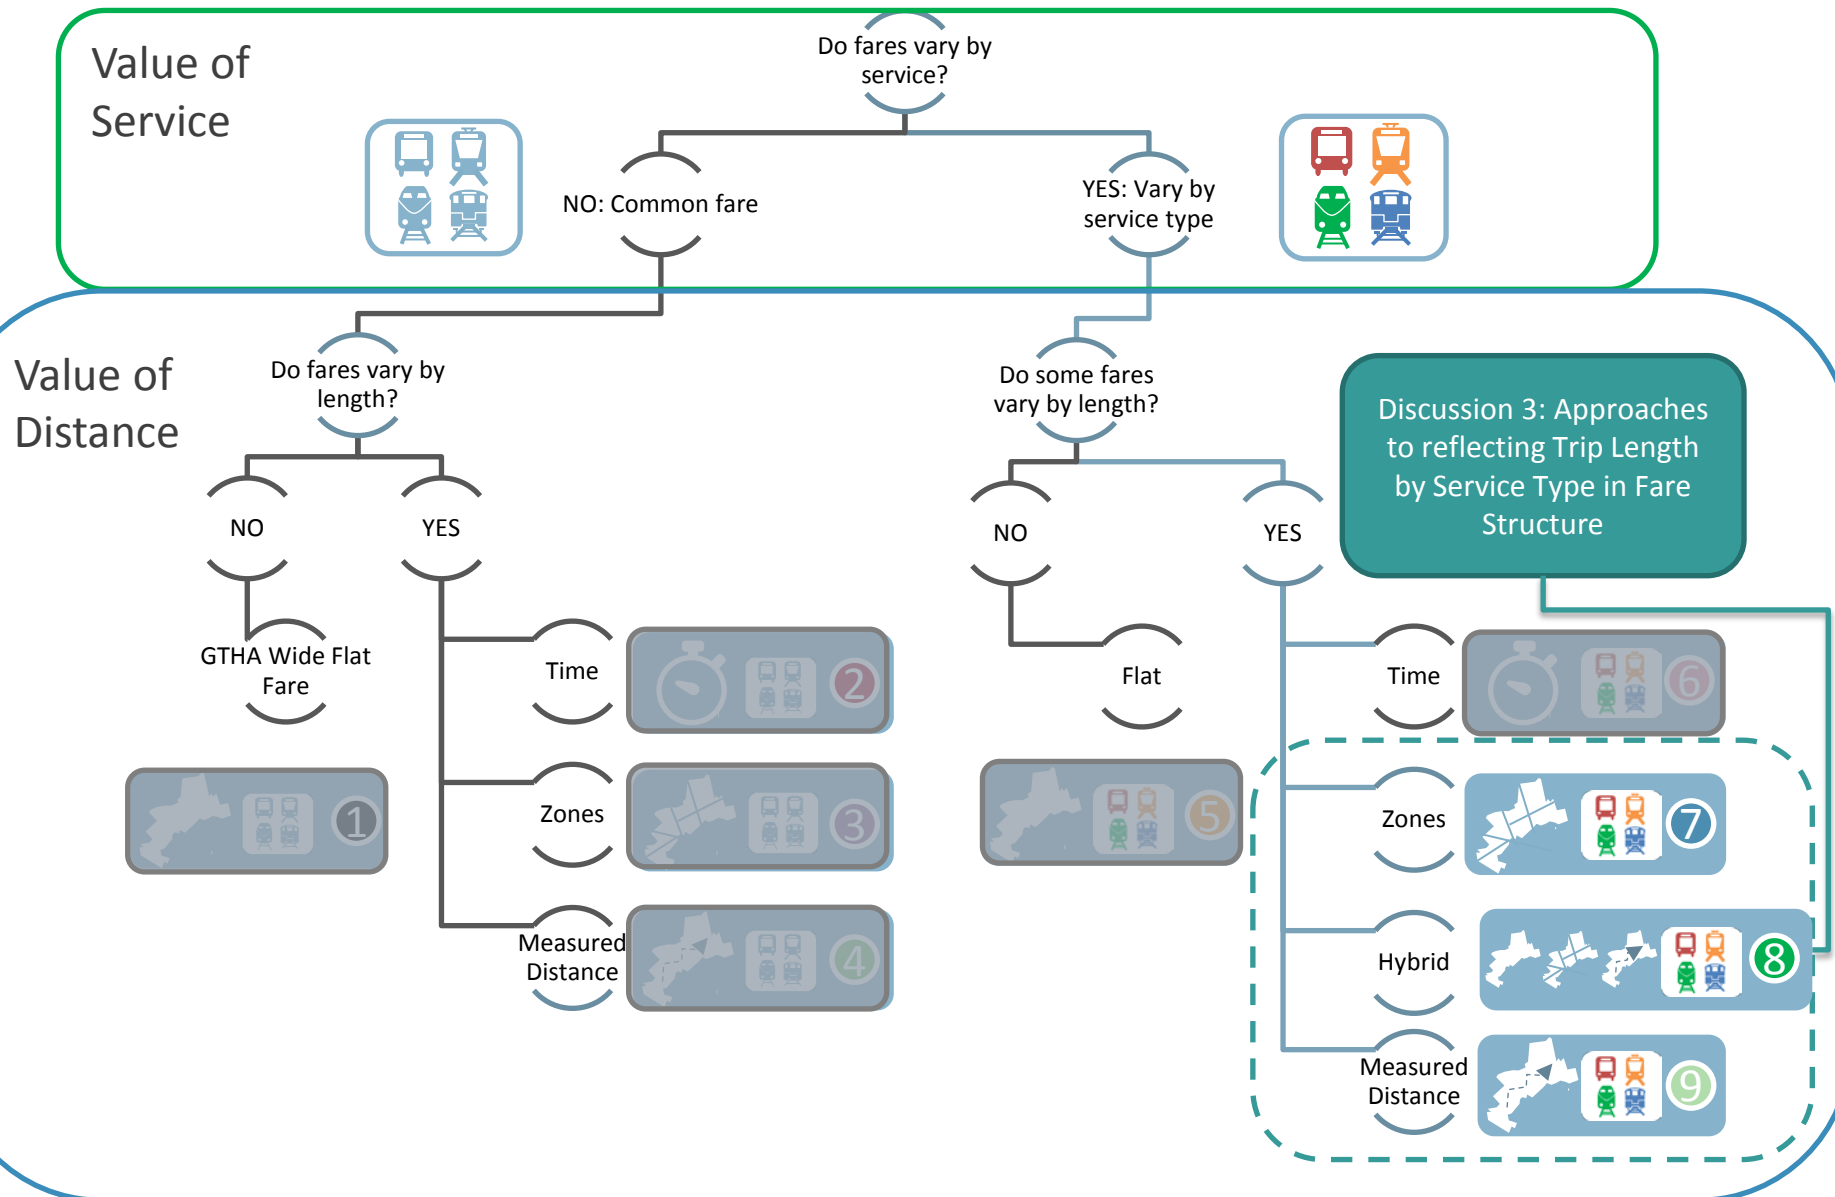 Value of
Service
Do fares vary by
service?
NO: Common fare
YES: Vary by
service type
Value of
Distance
Do fares vary by
length?
Do some fares
vary by length?
Discussion 3: Approaches
to reflecting Trip Length
by Service Type in Fare
Structure
NO
YES
NO
YES
GTHA Wide Flat
Fare
1
Time
2
Zones
3
Measured
Distance
4
Flat
5
Time
6
Zones
7
Hybrid
8
Measured
Distance
9